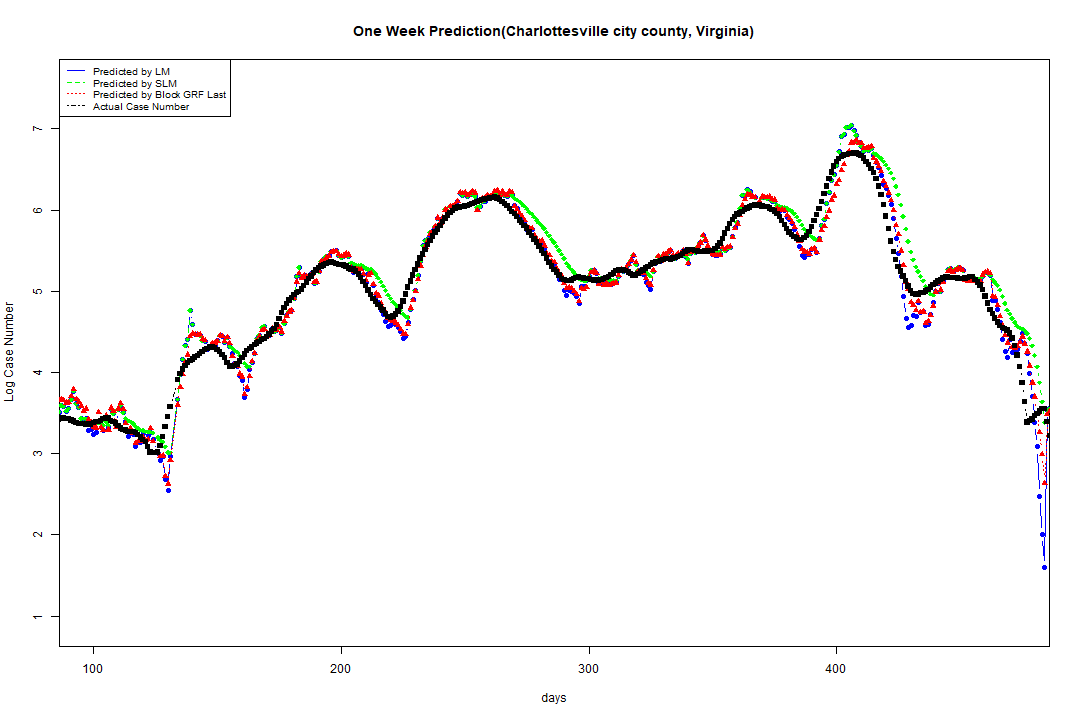 One Week Prediction(Charlottesville city county, Virginia)
Predicted by LM
Predicted by SLM
Predicted by Block GRF Last
Actual Case Number
Log Case Number
7
6
5
4
3
2
1
100 200 300 400
days